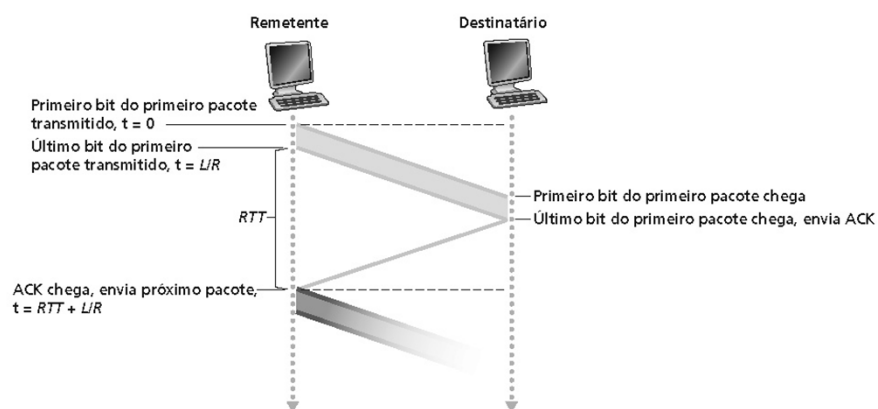 Remetente
Destinatário
Primeiro bit do primeiro pacote
transmitido, t = 0
Último bit do primeiro
pacote transmitido, t = L/R
Primeiro bit do primeiro pacote chega
RTT
Último bit do primeiro pacote chega, envia ACK
ACK chega, envia próximo pacote,
t = RTT + L/R